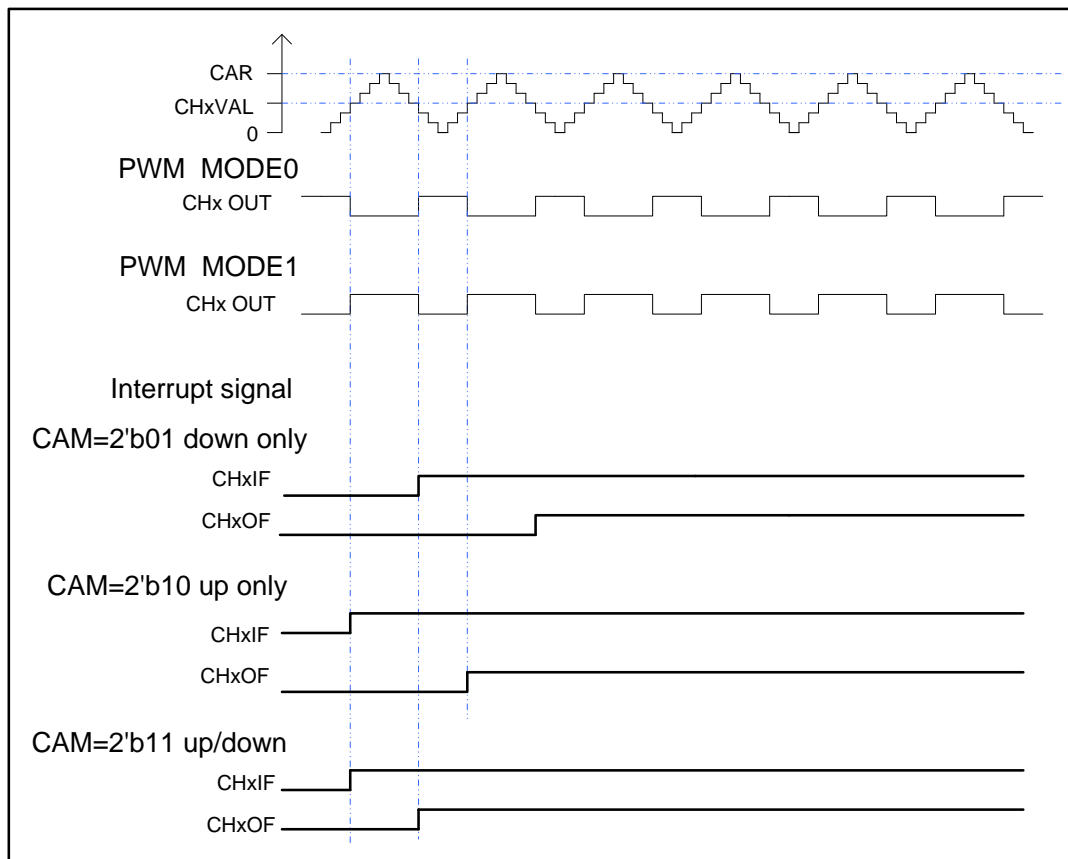 CAR
CHxVAL
0
PWM MODE0
CHx OUT
PWM MODE1
CHx OUT
Interrupt signal
CAM=2'b01 down only
CHxIF
CHxOF
CAM=2'b10 up only
CHxIF
CHxOF
CAM=2'b11 up/down
CHxIF
CHxOF